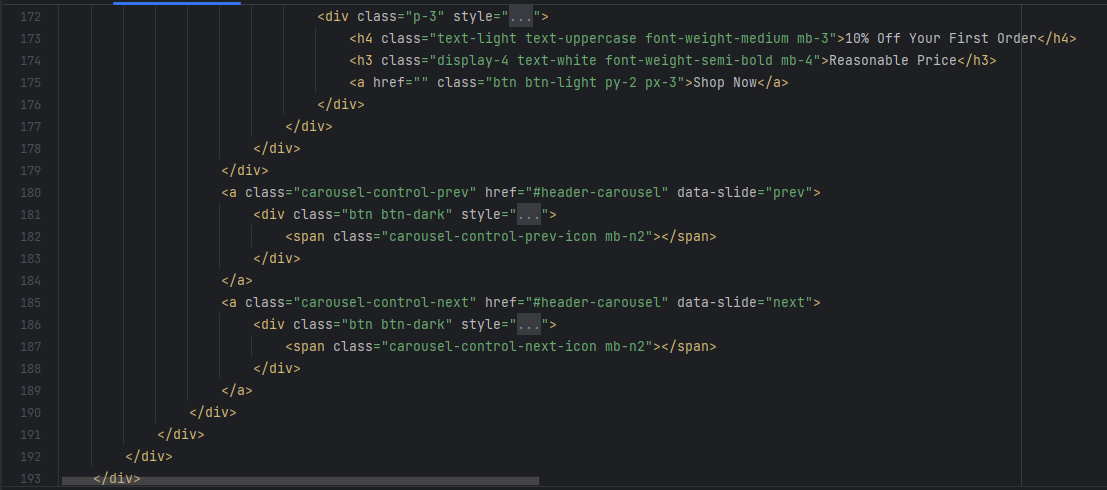 172 <div class="p-3" style="...">
173 <h4 class="text-light text-uppercase font-weight-medium mb-3">10% Off Your First Order</h4>
174 <h3 class="display-4 text-white font-weight-semi-bold mb-4">Reasonable Price</h3>
175 <a href="" class="btn btn-light py-2 px-3">Shop Now</a>
176 </div>
177 </div>
178 </div>
179 </div>
180 <a class="carousel-control-prev" href="#header-carousel" data-slide="prev">
181 <div class="btn btn-dark" style="...">
182 <span class="carousel-control-prev-icon mb-n2"></span>
183 </div>
184 </a>
185 <a class="carousel-control-next" href="#header-carousel" data-slide="next">
186 <div class="btn btn-dark" style="...">
187 <span class="carousel-control-next-icon mb-n2"></span>
188 </div>
189 </a>
190 </div>
191 </div>
192 </div>
193 </div>